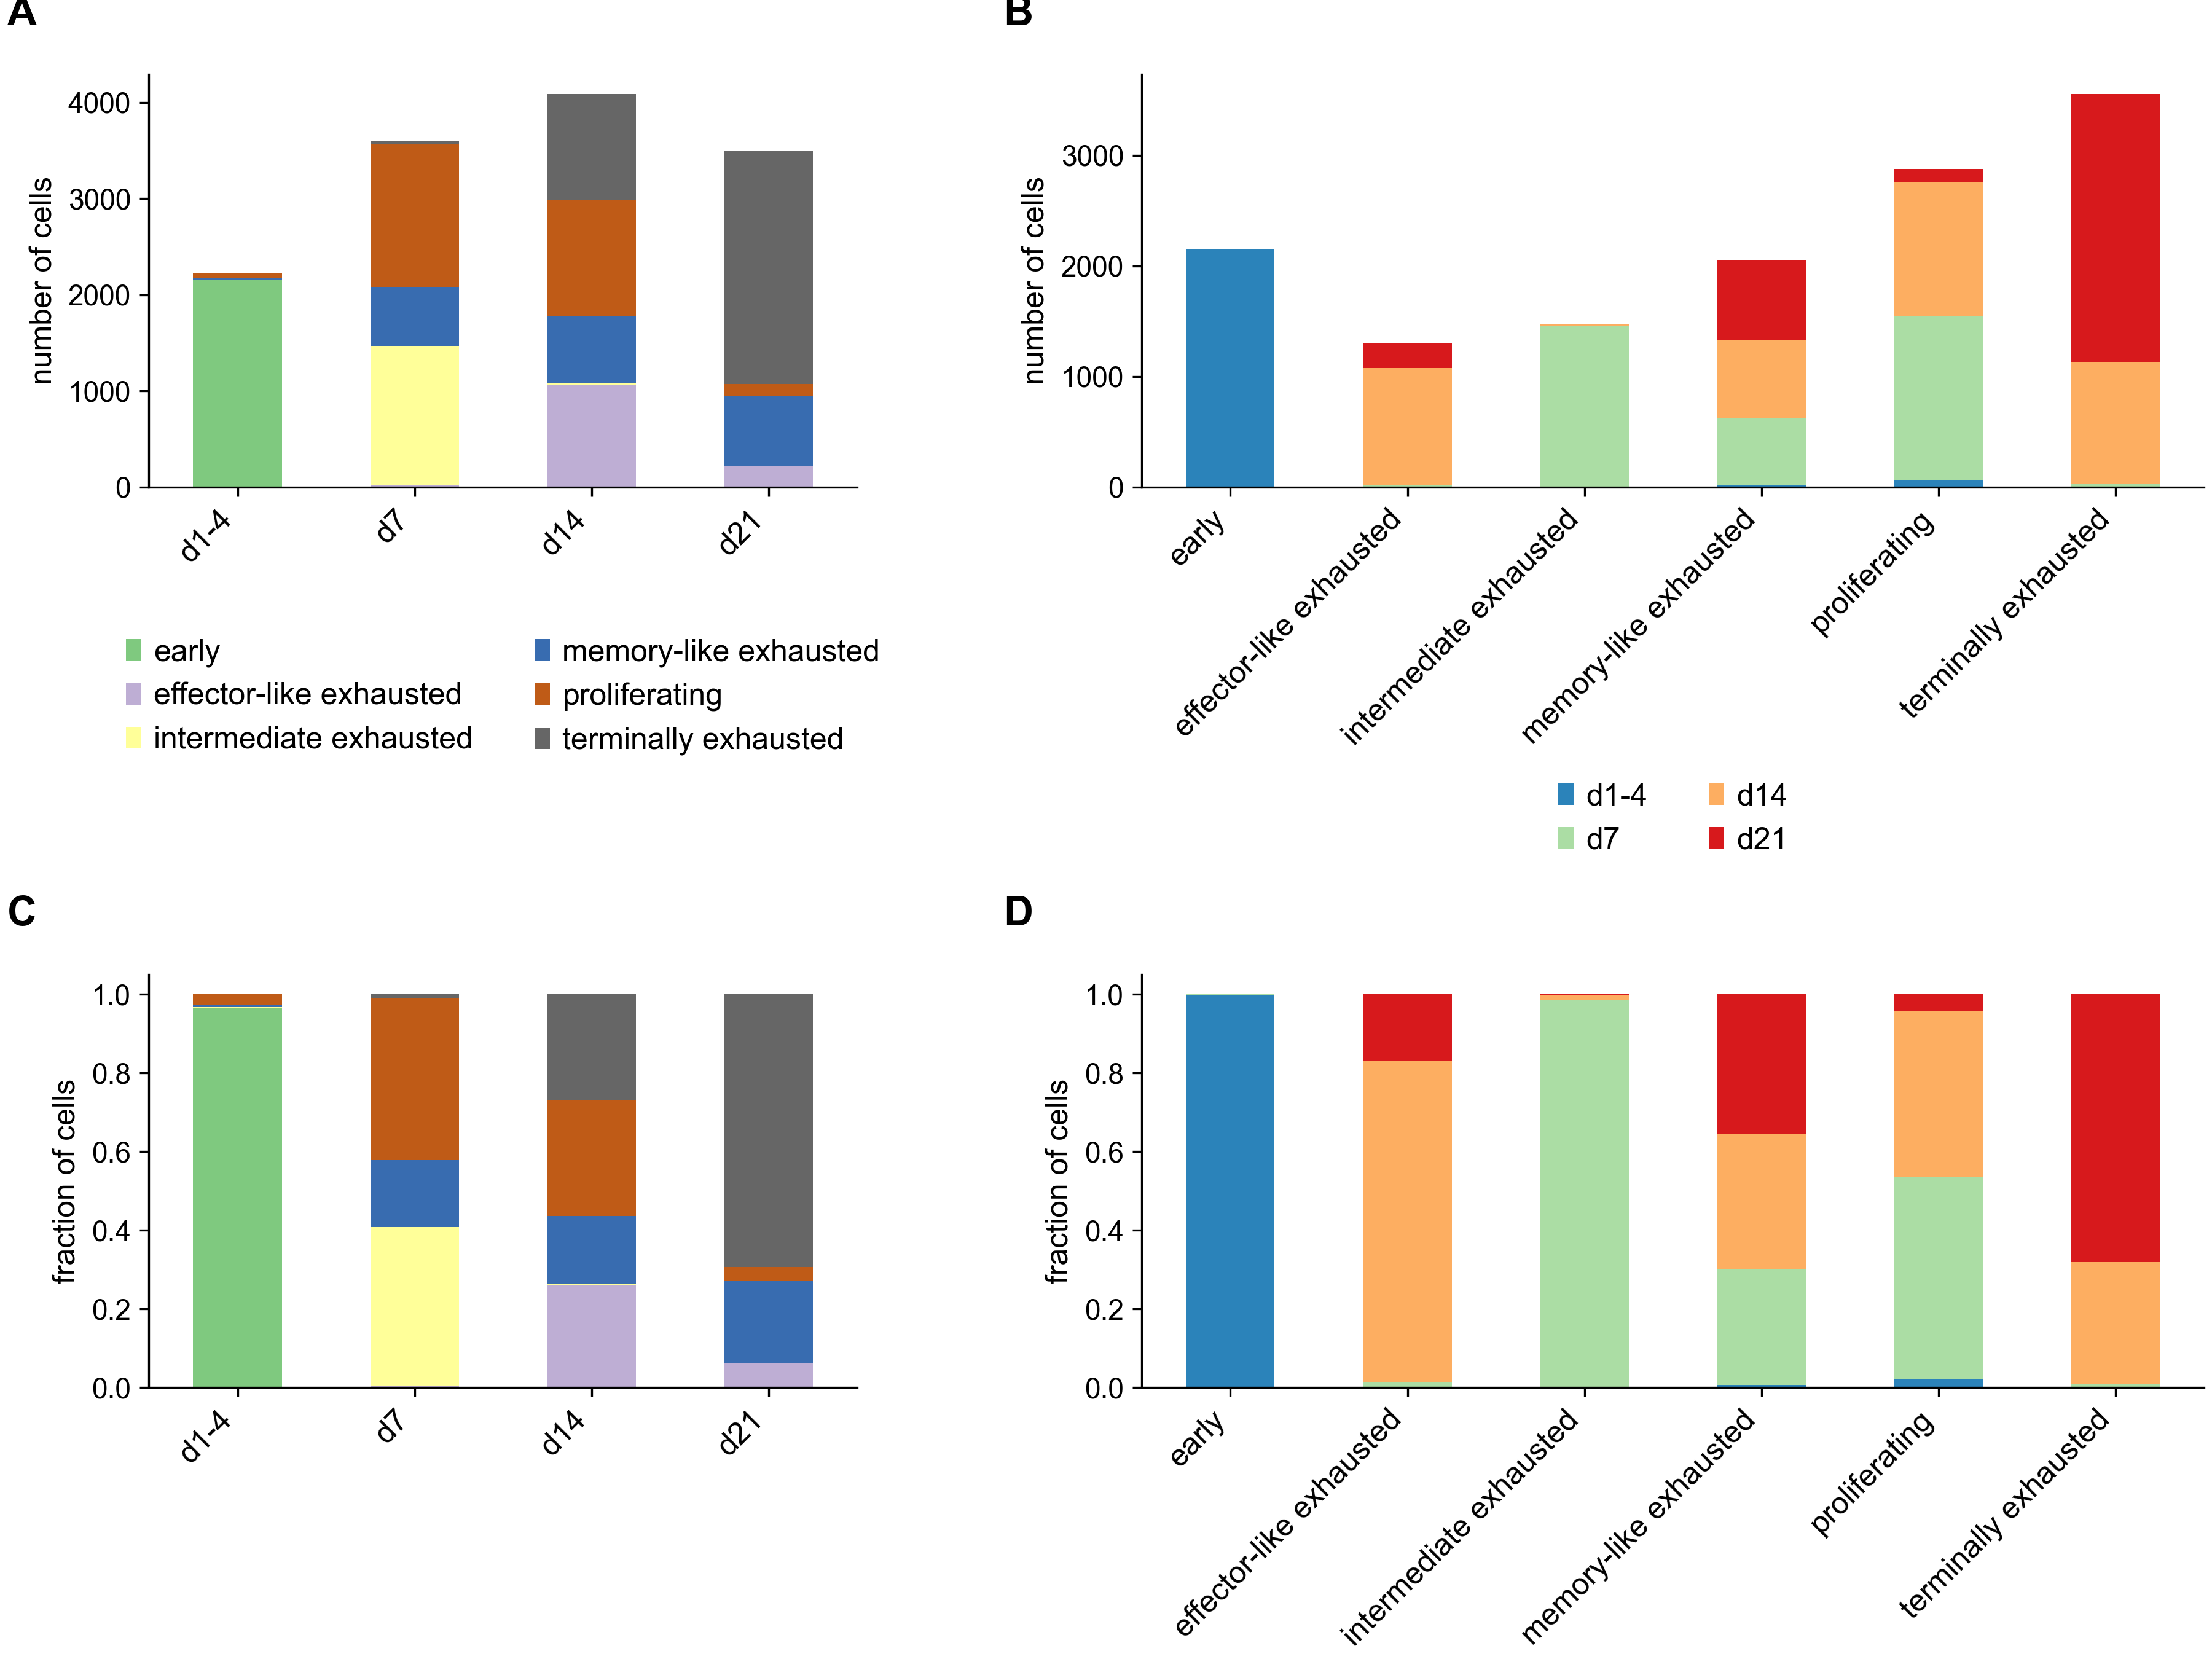 A
number of cells
4000
3000
2000
1000
0
d1-4
d7
d14
d21
early
effector-like exhausted
intermediate exhausted
memory-like exhausted
proliferating
terminally exhausted
B
number of cells
3000
2000
1000
0
early
effector-like exhausted
intermediate exhausted
memory-like exhausted
proliferating
terminally exhausted
d1-4
d7
d14
d21
C
fraction of cells
1.0
0.8
0.6
0.4
0.2
0.0
d1-4
d7
d14
d21
D
fraction of cells
1.0
0.8
0.6
0.4
0.2
0.0
early
effector-like exhausted
intermediate exhausted
memory-like exhausted
proliferating
terminally exhausted